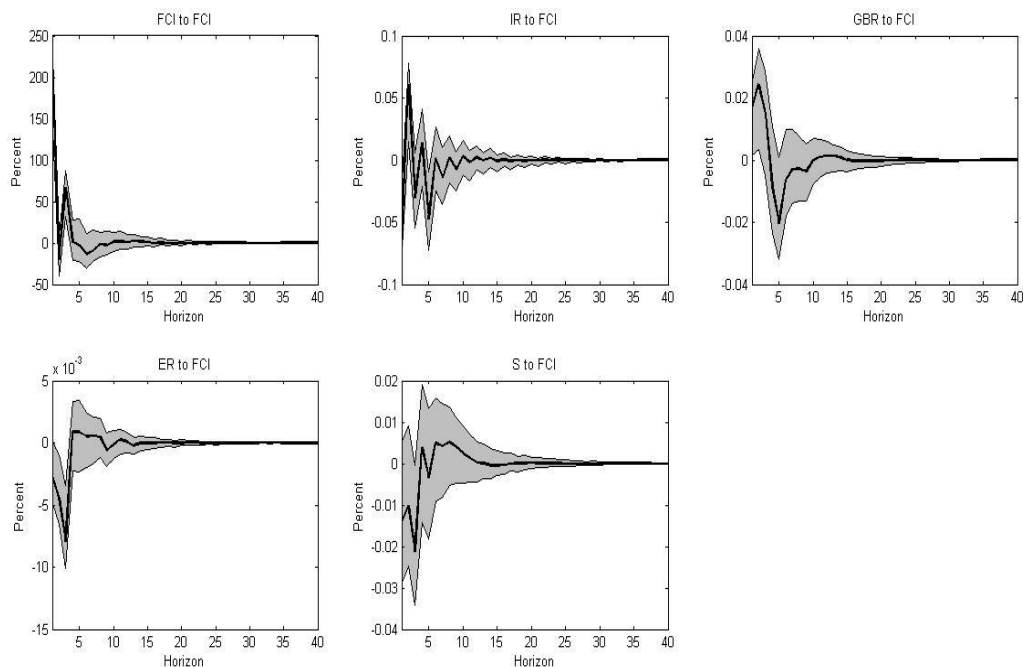 FCI to FCI
250
200
150
100
50
0
-50
Percent
5 10 15 20 25 30 35 40
Horizon
IR to FCI
0.1
0.05
0
-0.05
-0.1
Percent
5 10 15 20 25 30 35 40
Horizon
GBR to FCI
0.04
0.02
0
-0.02
-0.04
Percent
5 10 15 20 25 30 35 40
Horizon
ER to FCI
x 10⁻³
5
0
-5
-10
-15
Percent
5 10 15 20 25 30 35 40
Horizon
S to FCI
0.02
0.01
0
-0.01
-0.02
-0.03
-0.04
Percent
5 10 15 20 25 30 35 40
Horizon